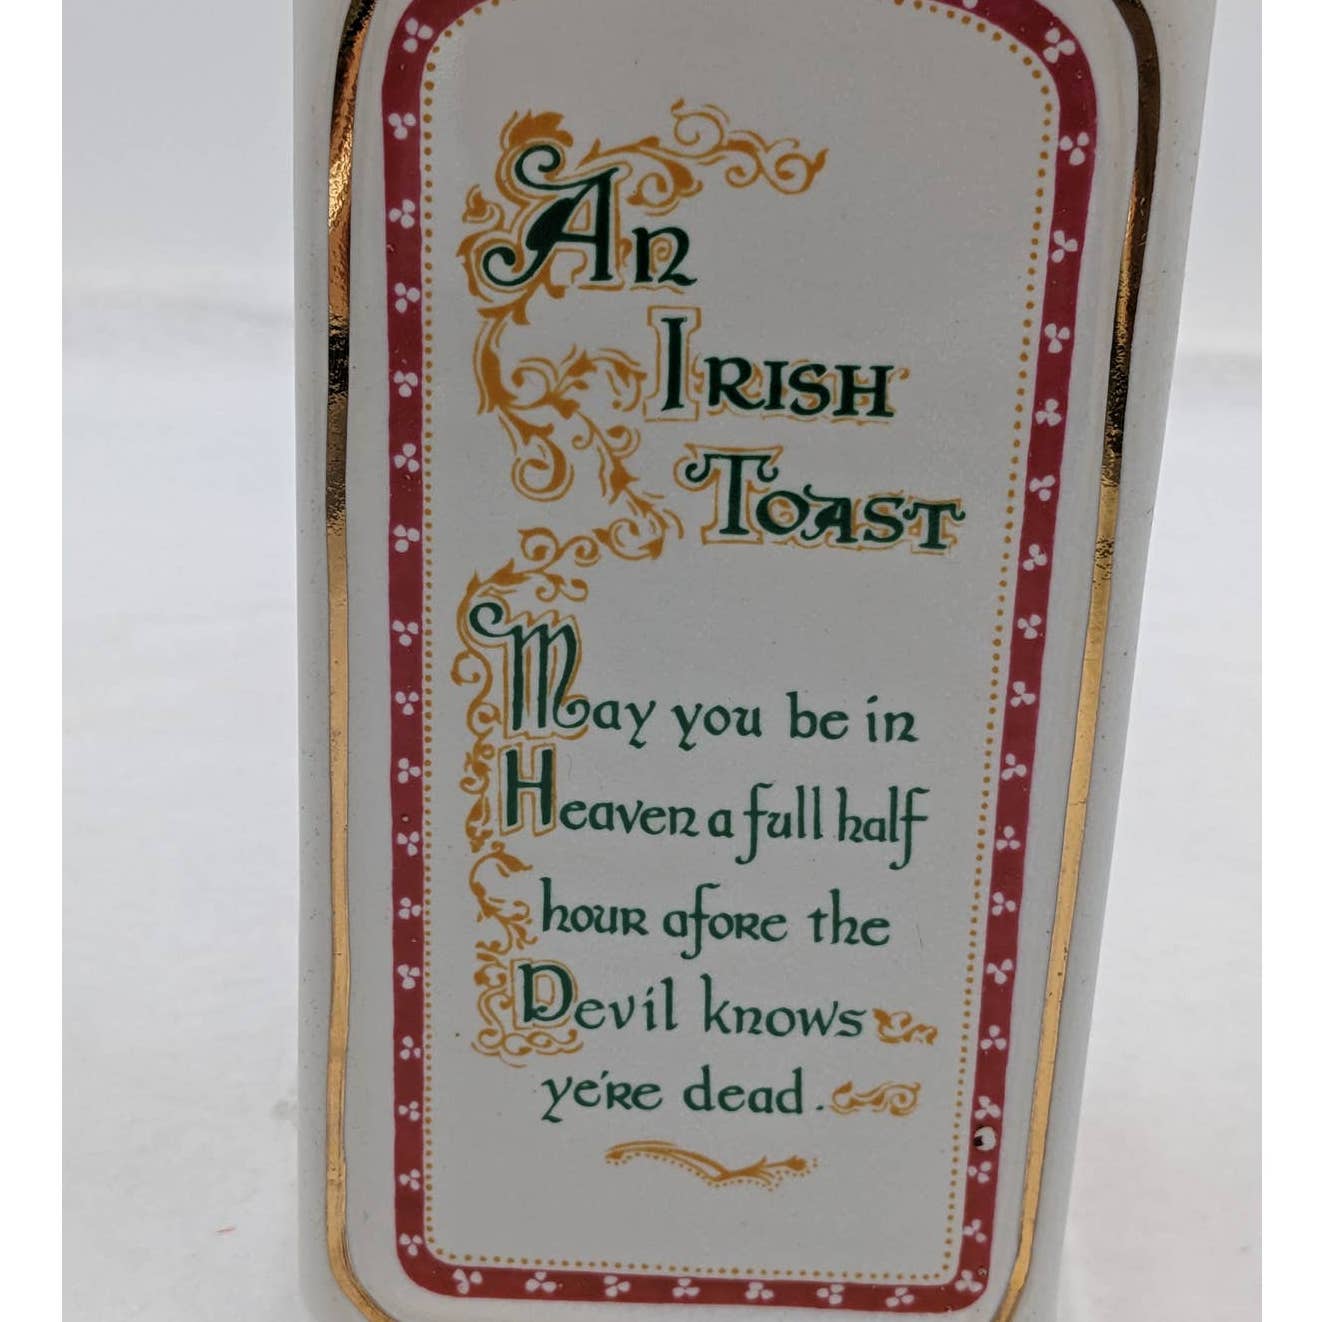 An
Irish
Toast
May you be in
Heaven a full half
hour afore the
Devil knows
ye're dead.